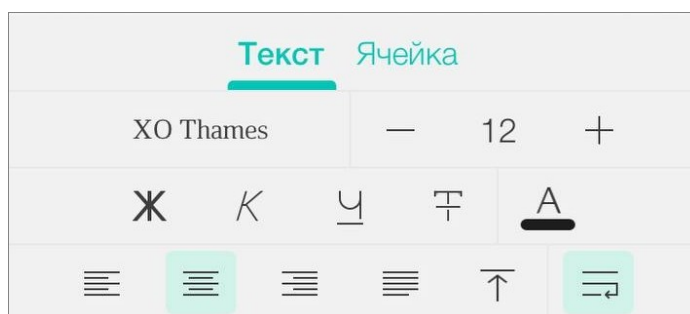 Текст Ячейка
XO Thames — 12 +
Ж К Ч Т A